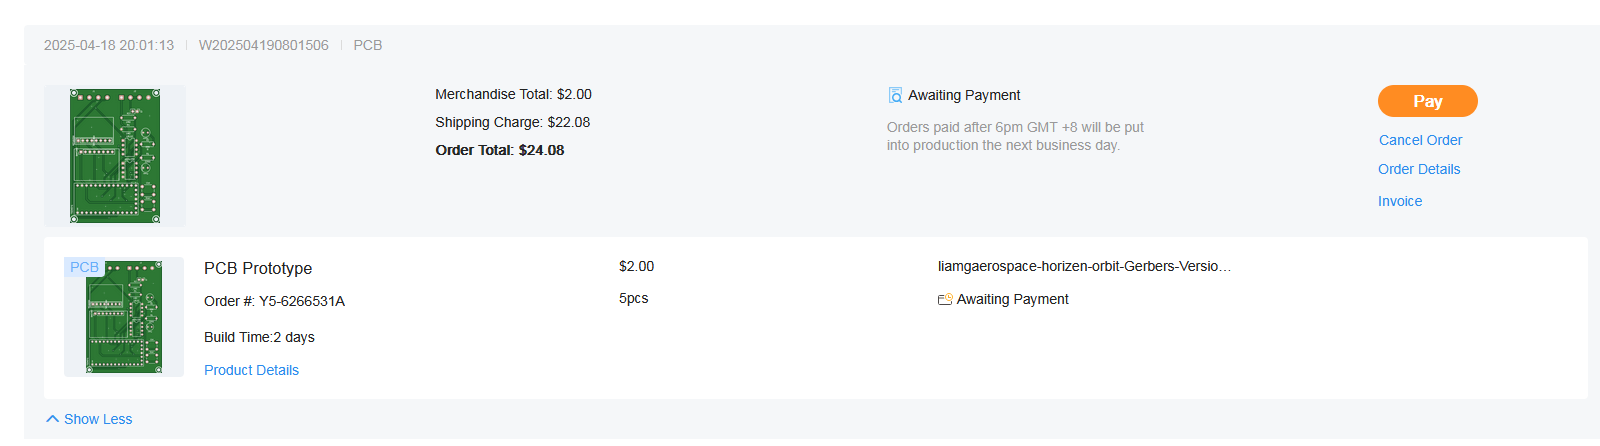 2025-04-18 20:01:13 | W202504190801506 | PCB
Merchandise Total: $2.00
Shipping Charge: $22.08
Order Total: $24.08
Awaiting Payment
Orders paid after 6pm GMT +8 will be put
into production the next business day.
Pay
Cancel Order
Order Details
Invoice
PCB
PCB Prototype
Order #: Y5-6266531A
Build Time:2 days
Product Details
$2.00
5pcs
liamgaerospace-horizen-orbit-Gerbers-Versio…
Awaiting Payment
Show Less